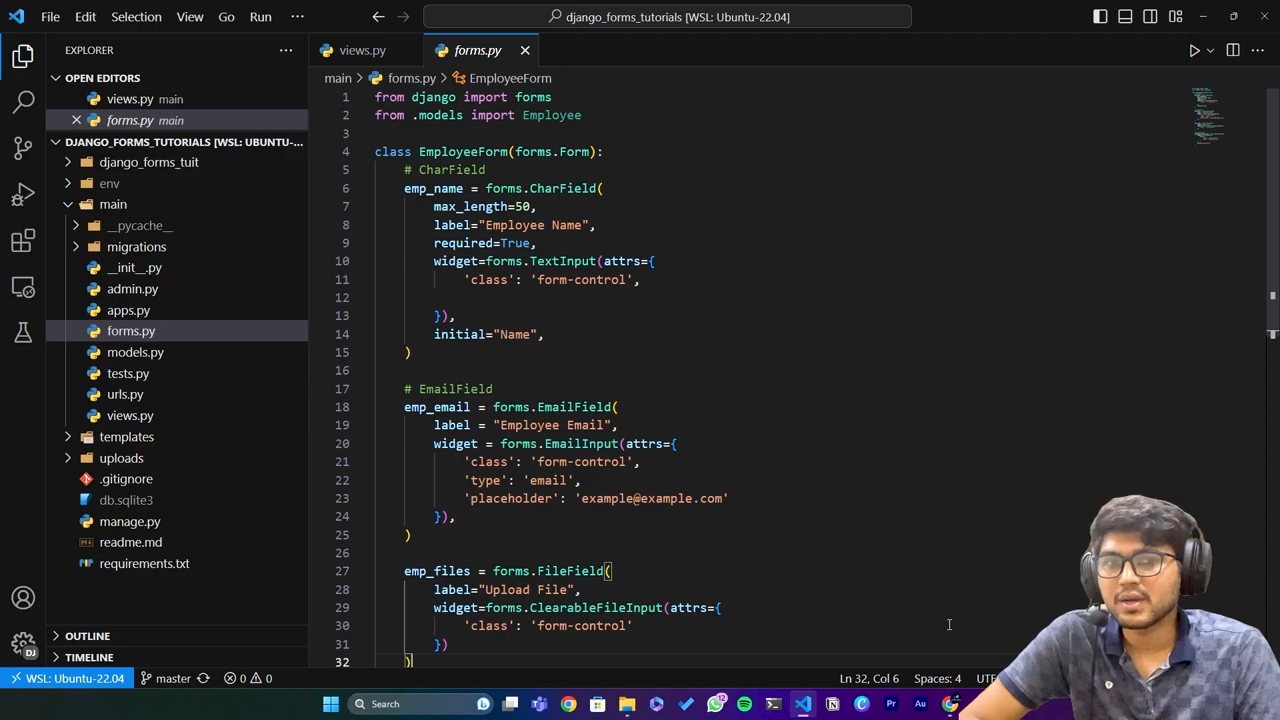 File Edit Selection View Go Run ···
django_forms_tutorials [WSL: Ubuntu-22.04]
EXPLORER
OPEN EDITORS
views.py main
forms.py main
DJANGO_FORMS_TUTORIALS [WSL: UBUNTU-...
django_forms_tuit
env
main
__pycache__
migrations
__init__.py
admin.py
apps.py
forms.py
models.py
tests.py
urls.py
views.py
templates
uploads
.gitignore
db.sqlite3
manage.py
readme.md
requirements.txt
OUTLINE
TIMELINE
DJ
views.py forms.py
main > forms.py > EmployeeForm
1 from django import forms
2 from .models import Employee
3
4 class EmployeeForm(forms.Form):
5 # CharField
6 emp_name = forms.CharField(
7 max_length=50,
8 label="Employee Name",
9 required=True,
10 widget=forms.TextInput(attrs={
11 'class': 'form-control',
12
13 }),
14 initial="Name",
15 )
16
17 # EmailField
18 emp_email = forms.EmailField(
19 label = "Employee Email",
20 widget = forms.EmailInput(attrs={
21 'class': 'form-control',
22 'type': 'email',
23 'placeholder': 'example@example.com'
24 }),
25 )
26
27 emp_files = forms.FileField(
28 label="Upload File",
29 widget=forms.ClearableFileInput(attrs={
30 'class': 'form-control'
31 })
32 )
WSL: Ubuntu-22.04 master 0 0 Ln 32, Col 6 Spaces: 4 UTF
Search 12 Pr Au